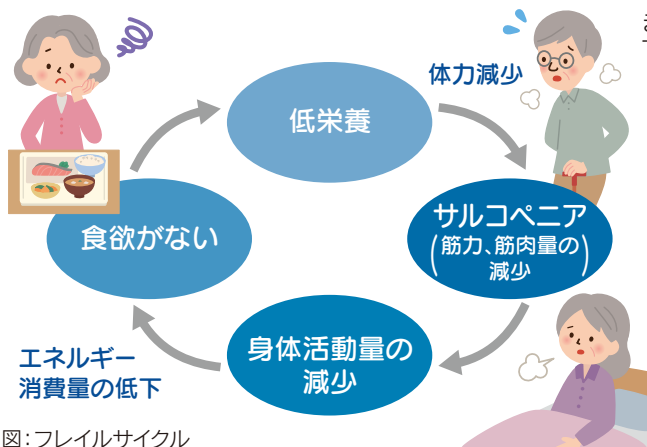 低栄養
体力減少
サルコペニア
(筋力、筋肉量の
減少)
身体活動量の
減少
エネルギー
消費量の低下
食欲がない
図:フレイルサイクル